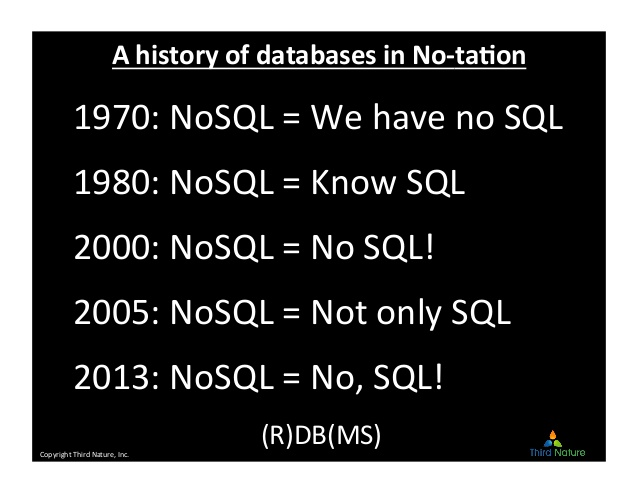 A history of databases in No-tation
1970: NoSQL = We have no SQL
1980: NoSQL = Know SQL
2000: NoSQL = No SQL!
2005: NoSQL = Not only SQL
2013: NoSQL = No, SQL!
(R)DB(MS)
Copyright Third Nature, Inc.
Third Nature